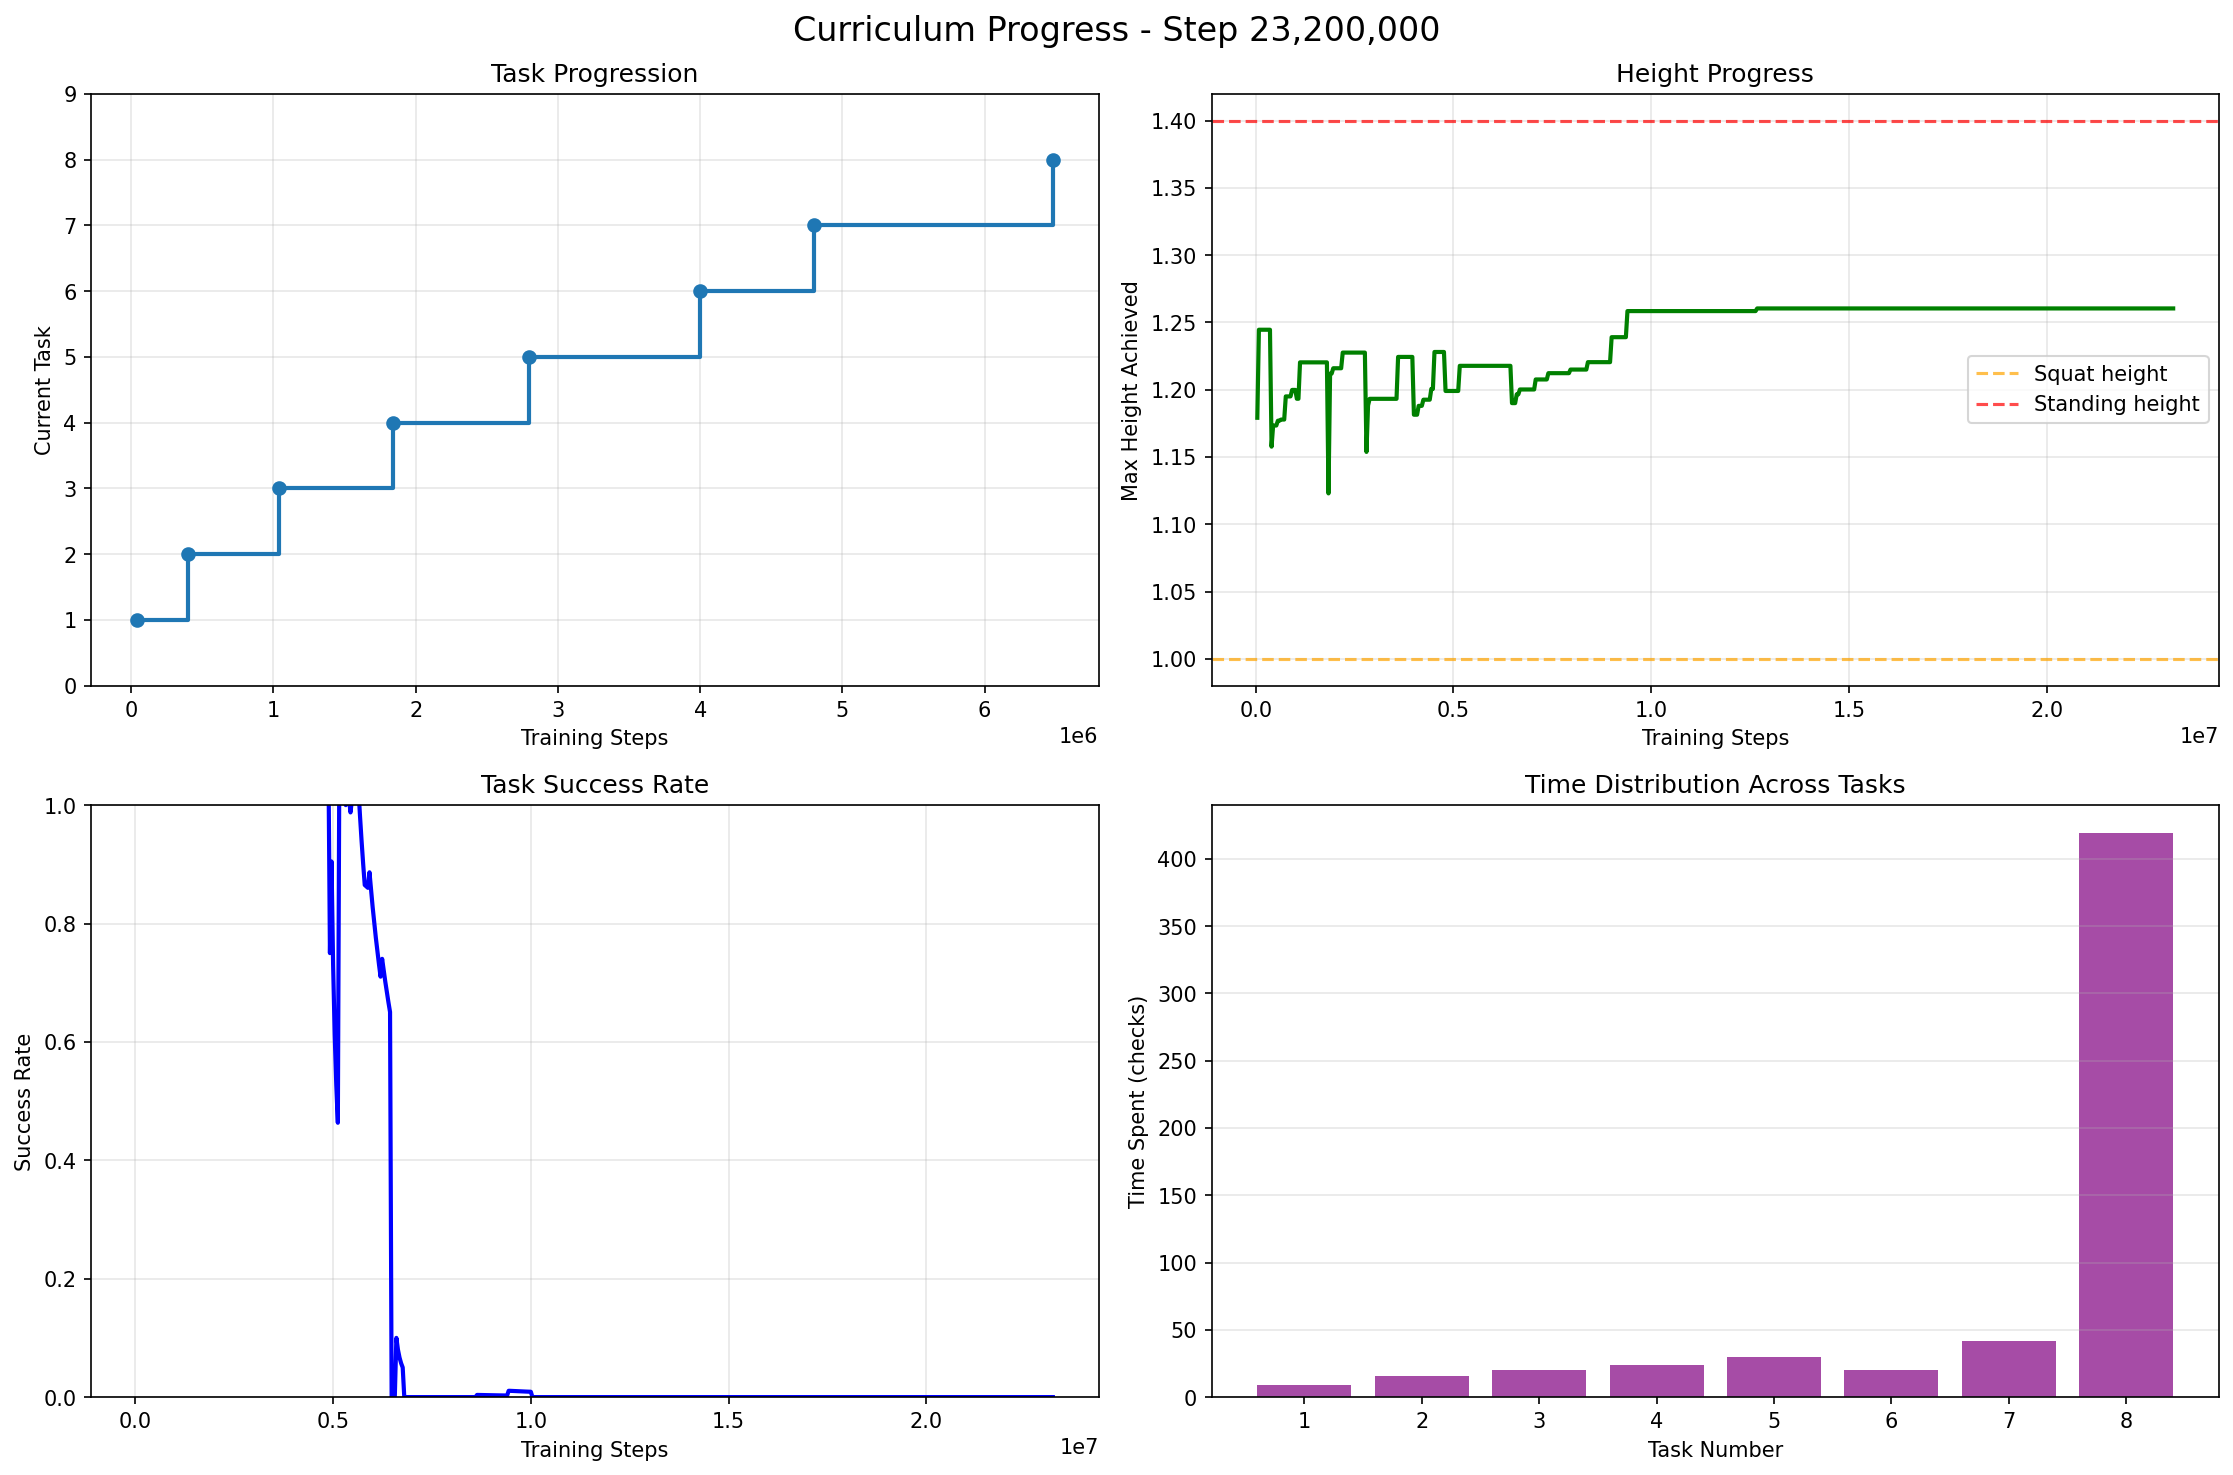 Curriculum Progress - Step 23,200,000
Task Progression
9
8
7
6
5
4
3
2
1
0
Current Task
0 1 2 3 4 5 6
1e6
Training Steps
Height Progress
1.40
1.35
1.30
1.25
1.20
1.15
1.10
1.05
1.00
Max Height Achieved
Squat height
Standing height
0.0 0.5 1.0 1.5 2.0
1e7
Training Steps
Task Success Rate
1.0
0.8
0.6
0.4
0.2
0.0
Success Rate
0.0 0.5 1.0 1.5 2.0
1e7
Training Steps
Time Distribution Across Tasks
400
350
300
250
200
150
100
50
0
Time Spent (checks)
1 2 3 4 5 6 7 8
Task Number